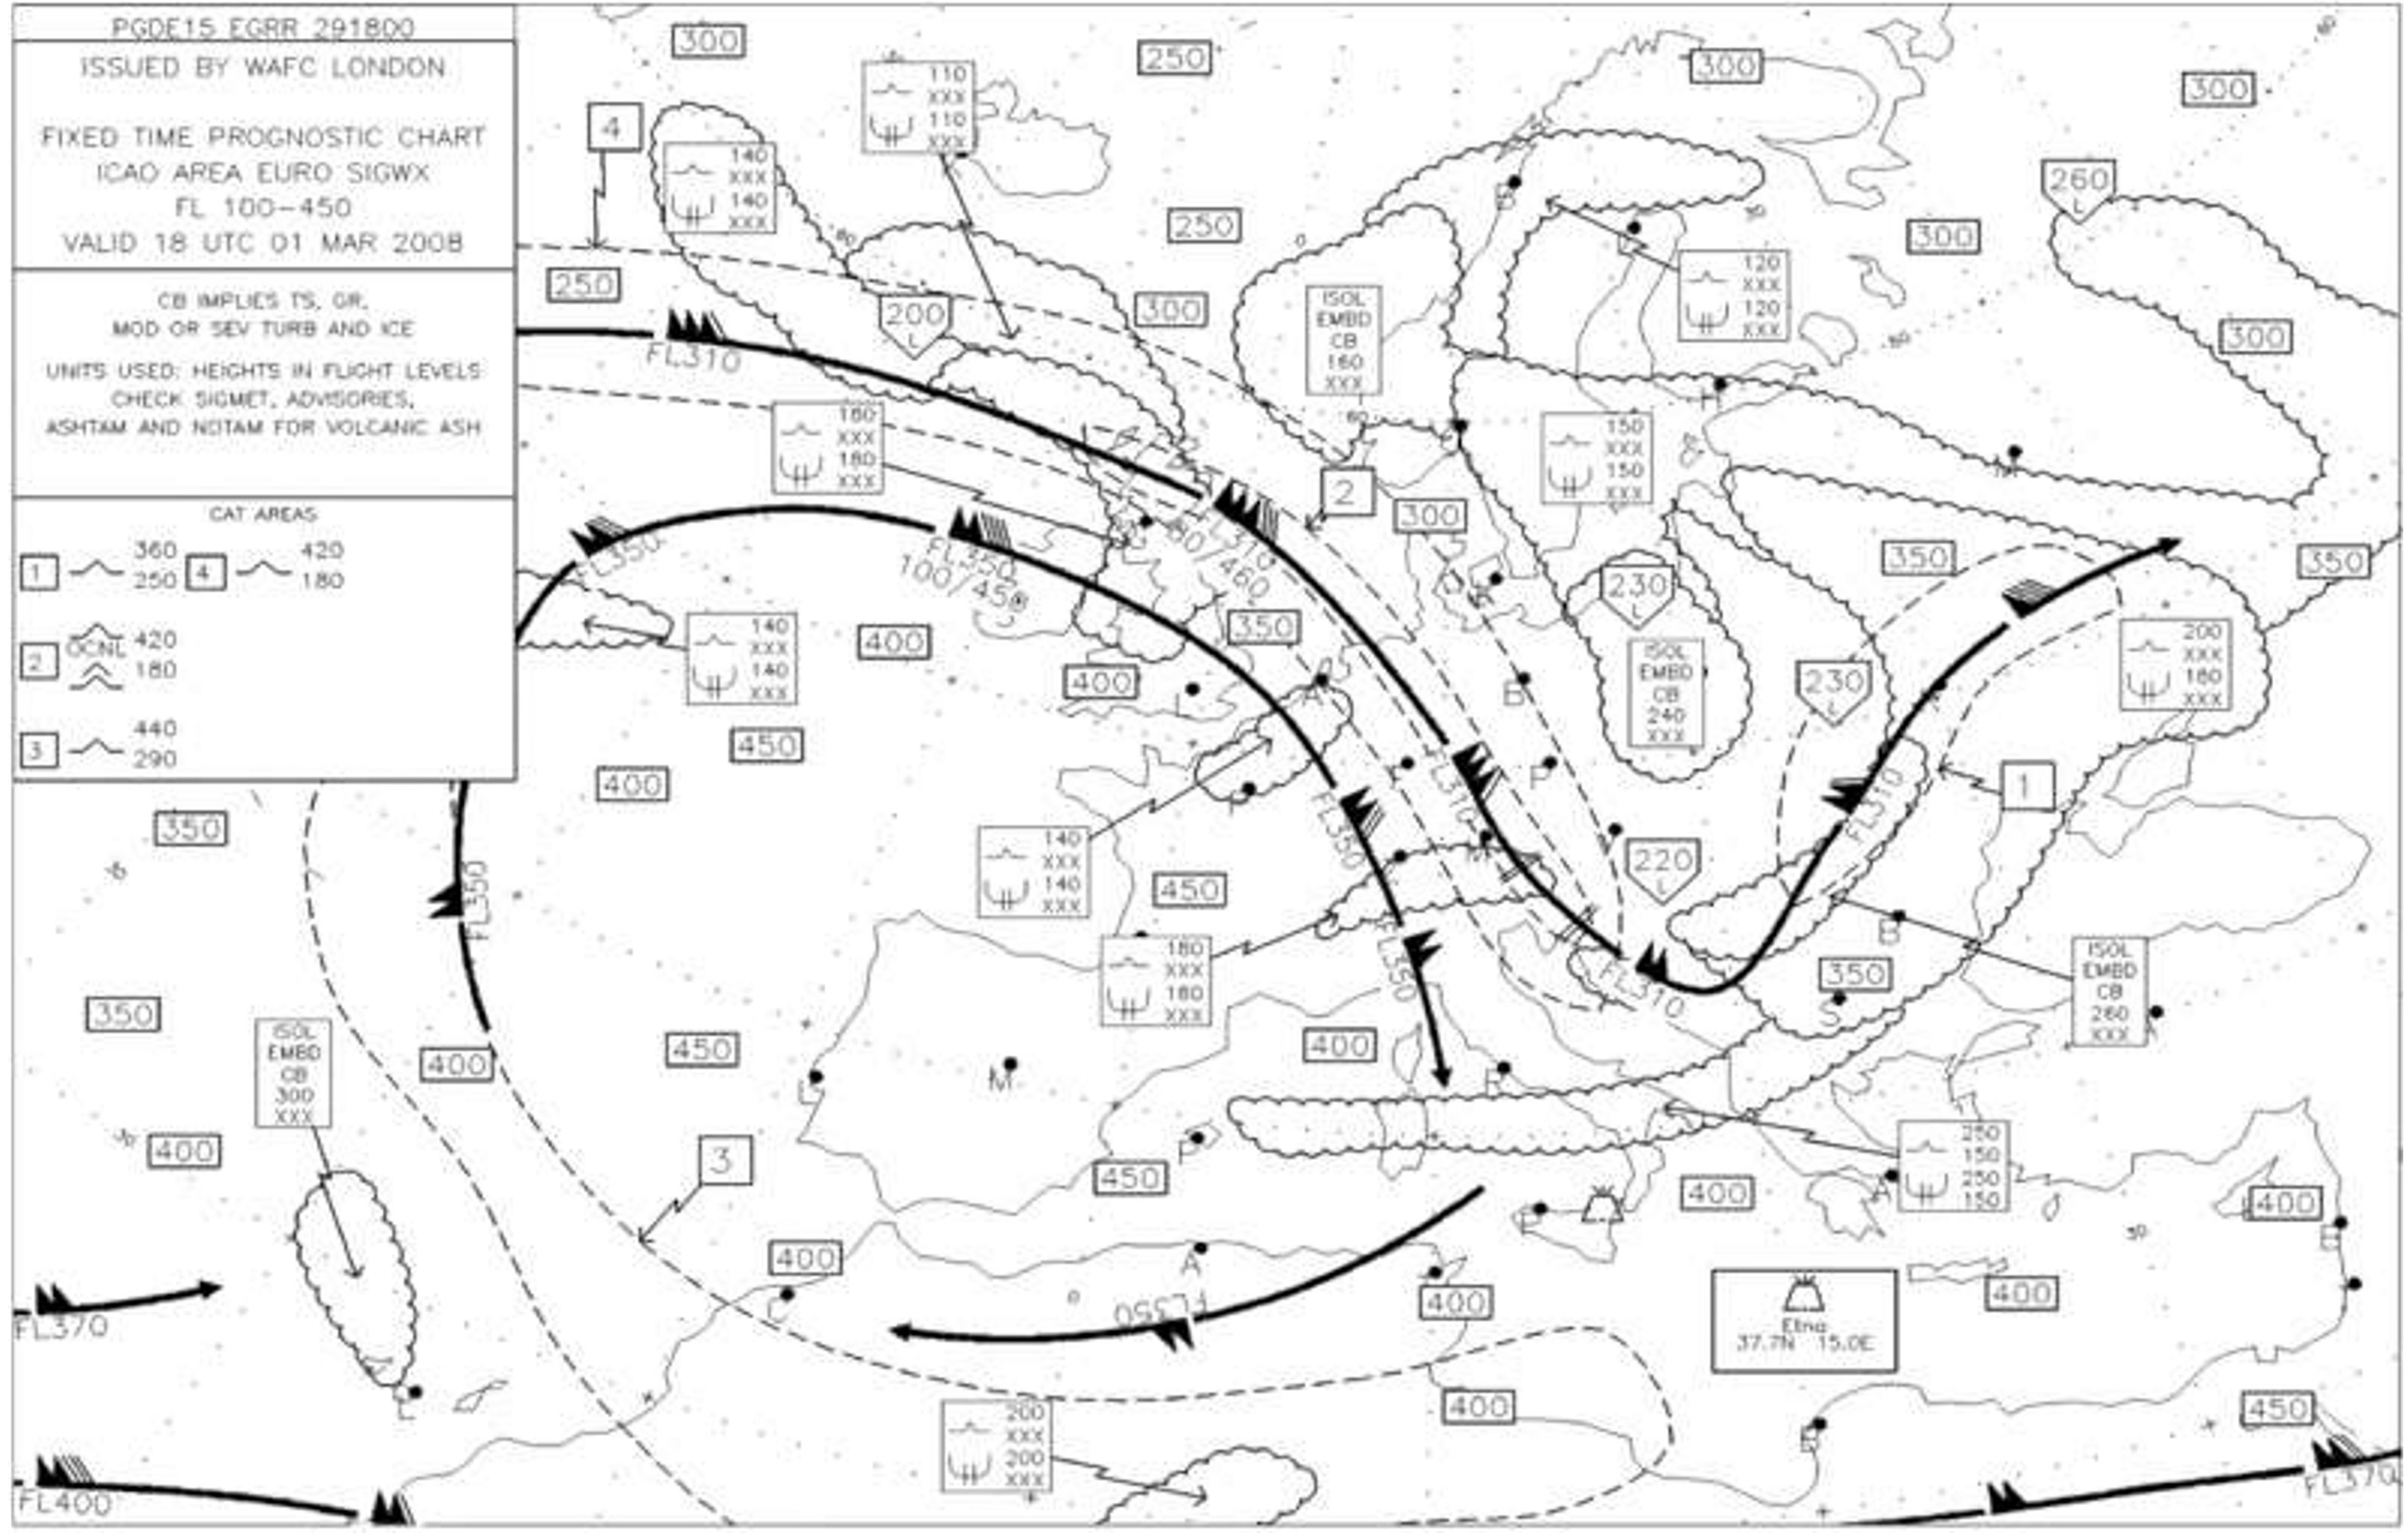 PGDE15 EGRR 291800
ISSUED BY WAFC LONDON
FIXED TIME PROGNOSTIC CHART
ICAO AREA EURO SIGWX
FL 100-450
VALID 18 UTC 01 MAR 2008
CB IMPLIES TS, GR,
MOD OR SEV TURB AND ICE
UNITS USED: HEIGHTS IN FLIGHT LEVELS
CHECK SIGMET, ADVISORIES,
ASHTAM AND NOTAM FOR VOLCANIC ASH
CAT AREAS
1 360 250
4 420 180
2 OCNL 420 180
3 440 290
300
250
300
300
4
140
XXX
140
XXX
110
XXX
110
XXX
260
L
250
300
250
300
200
L
FL310
ISOL
EMBD
CB
160
XXX
120
XXX
120
XXX
300
180
XXX
180
XXX
150
XXX
150
XXX
2
300
FL310
FL350
FL350
100/450
350
350
230
L
140
XXX
140
XXX
400
350
400
ISOL
EMBD
CB
240
XXX
230
L
200
XXX
180
XXX
450
400
350
FL310
FL310
1
FL350
140
XXX
140
XXX
220
L
450
FL350
180
XXX
180
XXX
FL350
FL310
350
ISOL
EMBD
CB
260
XXX
350
ISOL
EMBD
CB
300
XXX
400
450
400
400
3
450
250
150
250
150
400
400
400
FL350
400
400
FL370
Etna
37.7N 15.0E
400
450
200
XXX
200
XXX
FL400
FL370